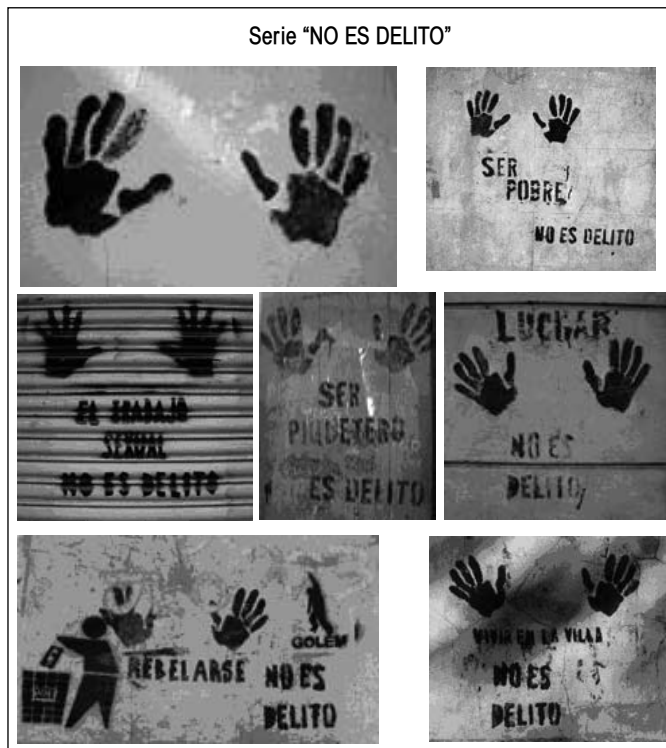 Serie “NO ES DELITO”
SER
POBRE
NO ES DELITO
EL TRABAJO
SEXUAL
NO ES DELITO
SER
PIQUETERO
ES DELITO
LUCHAR
NO ES
DELITO
GOLEM
REBELARSE
NO ES
DELITO
VIVIR EN LA VILLA
NO ES
DELITO